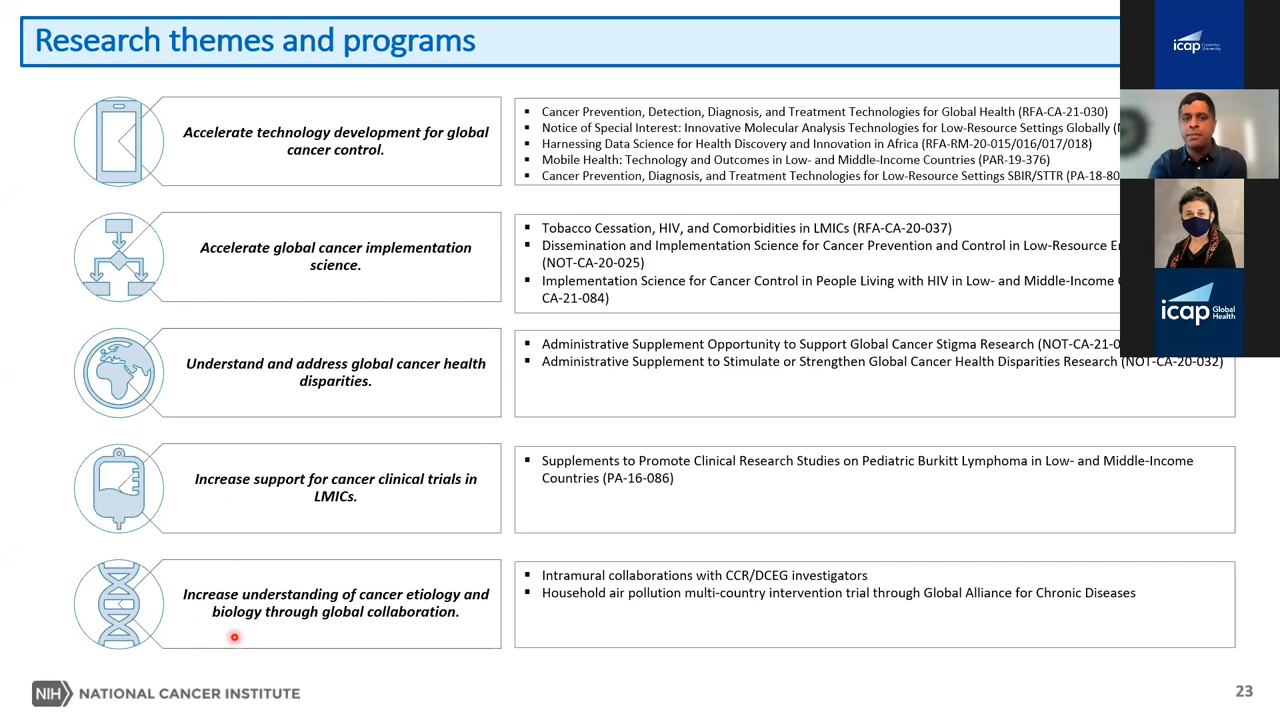 Research themes and programs
Accelerate technology development for global
cancer control.
▪ Cancer Prevention, Detection, Diagnosis, and Treatment Technologies for Global Health (RFA-CA-21-030)
▪ Notice of Special Interest: Innovative Molecular Analysis Technologies for Low-Resource Settings Globally
▪ Harnessing Data Science for Health Discovery and Innovation in Africa (RFA-RM-20-015/016/017/018)
▪ Mobile Health: Technology and Outcomes in Low- and Middle-Income Countries (PAR-19-376)
▪ Cancer Prevention, Diagnosis, and Treatment Technologies for Low-Resource Settings SBIR/STTR (PA-18-80
Accelerate global cancer implementation
science.
▪ Tobacco Cessation, HIV, and Comorbidities in LMICs (RFA-CA-20-037)
▪ Dissemination and Implementation Science for Cancer Prevention and Control in Low-Resource
(NOT-CA-20-025)
▪ Implementation Science for Cancer Control in People Living with HIV in Low- and Middle-Income
CA-21-084)
Understand and address global cancer health
disparities.
▪ Administrative Supplement Opportunity to Support Global Cancer Stigma Research (NOT-CA-21-0
▪ Administrative Supplement to Stimulate or Strengthen Global Cancer Health Disparities Research (NOT-CA-20-032)
Increase support for cancer clinical trials in
LMICs.
▪ Supplements to Promote Clinical Research Studies on Pediatric Burkitt Lymphoma in Low- and Middle-Income
Countries (PA-16-086)
Increase understanding of cancer etiology and
biology through global collaboration.
▪ Intramural collaborations with CCR/DCEG investigators
▪ Household air pollution multi-country intervention trial through Global Alliance for Chronic Diseases
NIH NATIONAL CANCER INSTITUTE
23
icap
icap Global
Health